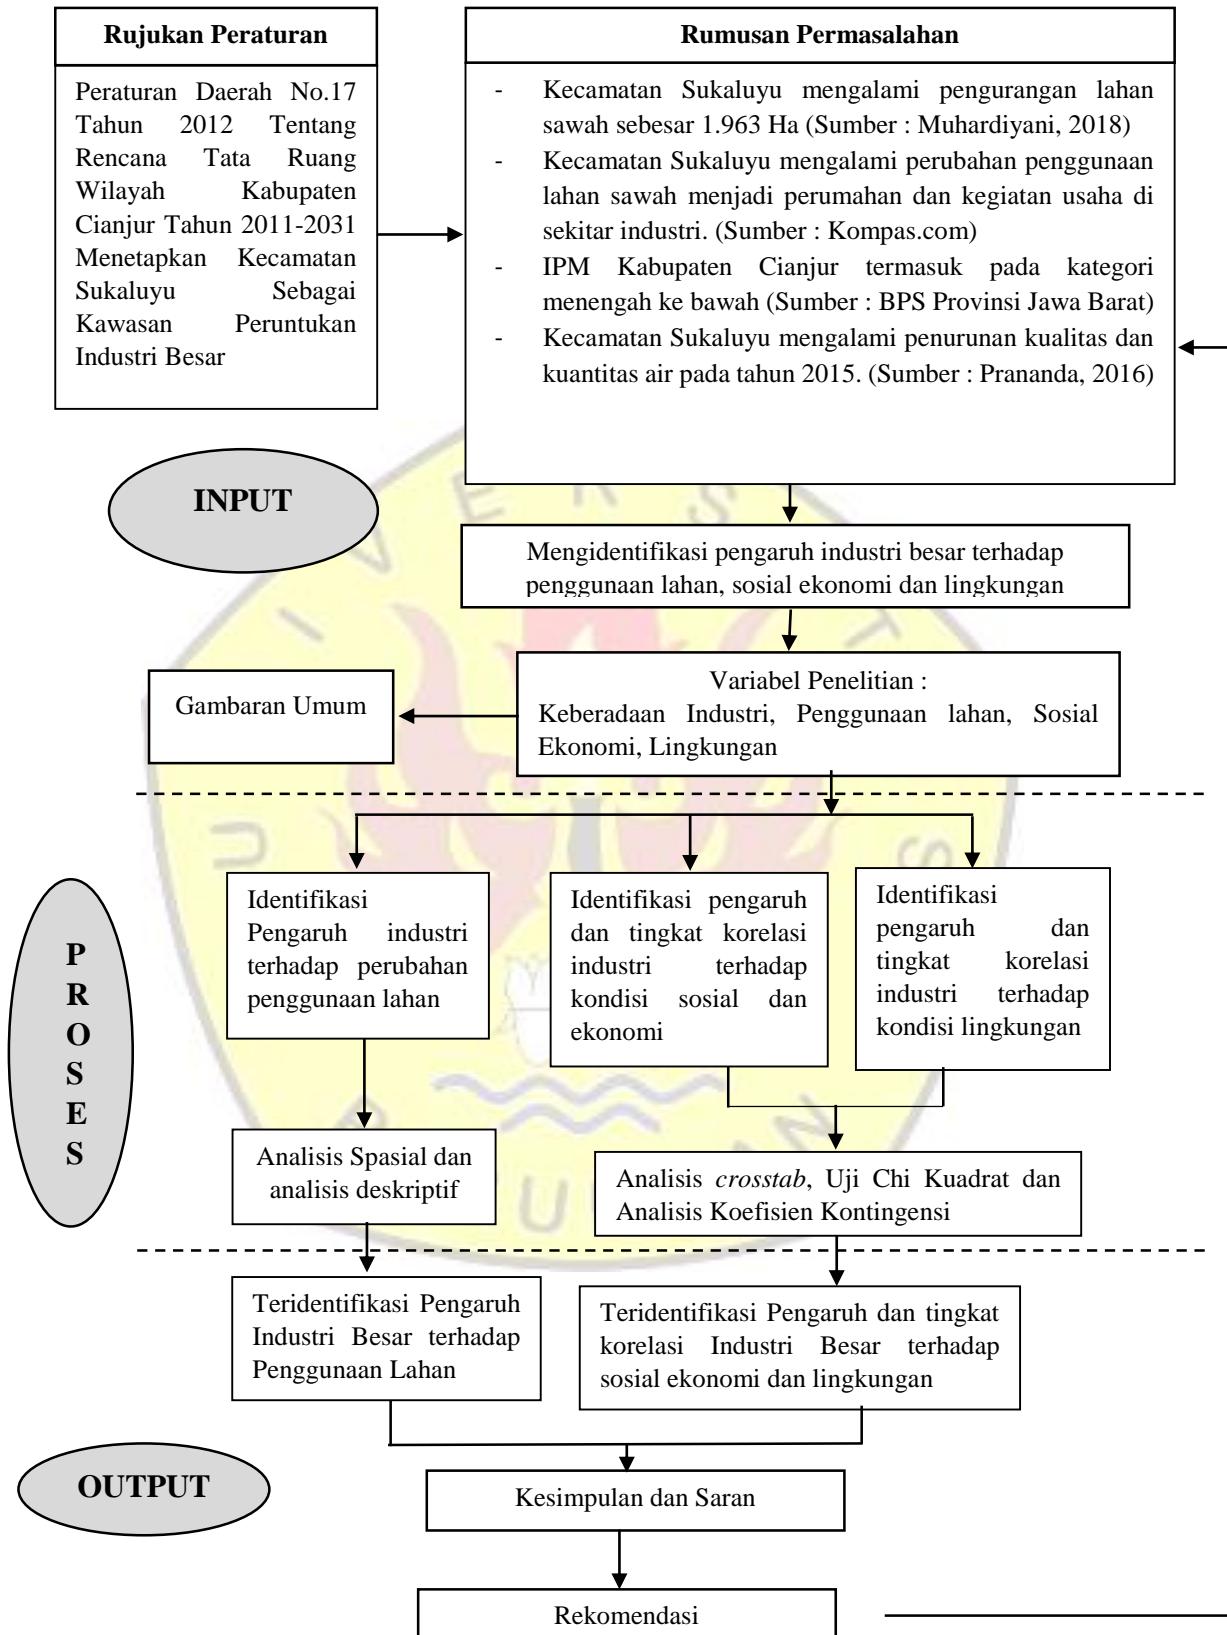 Rujukan Peraturan
Peraturan Daerah No.17
Tahun 2012 Tentang
Rencana Tata Ruang
Wilayah Kabupaten
Cianjur Tahun 2011-2031
Menetapkan Kecamatan
Sukaluyu Sebagai
Kawasan Peruntukan
Industri Besar
Rumusan Permasalahan
- Kecamatan Sukaluyu mengalami pengurangan lahan
sawah sebesar 1.963 Ha (Sumber : Muhardiyani, 2018)
- Kecamatan Sukaluyu mengalami perubahan penggunaan
lahan sawah menjadi perumahan dan kegiatan usaha di
sekitar industri. (Sumber : Kompas.com)
- IPM Kabupaten Cianjur termasuk pada kategori
menengah ke bawah (Sumber : BPS Provinsi Jawa Barat)
- Kecamatan Sukaluyu mengalami penurunan kualitas dan
kuantitas air pada tahun 2015. (Sumber : Prananda, 2016)
INPUT
Mengidentifikasi pengaruh industri besar terhadap
penggunaan lahan, sosial ekonomi dan lingkungan
Gambaran Umum
Variabel Penelitian :
Keberadaan Industri, Penggunaan lahan, Sosial
Ekonomi, Lingkungan
PROSES
Identifikasi
Pengaruh industri
terhadap perubahan
penggunaan lahan
Identifikasi pengaruh
dan tingkat korelasi
industri terhadap
kondisi sosial dan
ekonomi
Identifikasi
pengaruh dan
tingkat korelasi
industri terhadap
kondisi lingkungan
Analisis Spasial dan
analisis deskriptif
Analisis crosstab, Uji Chi Kuadrat dan
Analisis Koefisien Kontingensi
Teridentifikasi Pengaruh
Industri Besar terhadap
Penggunaan Lahan
Teridentifikasi Pengaruh dan tingkat
korelasi Industri Besar terhadap
sosial ekonomi dan lingkungan
OUTPUT
Kesimpulan dan Saran
Rekomendasi